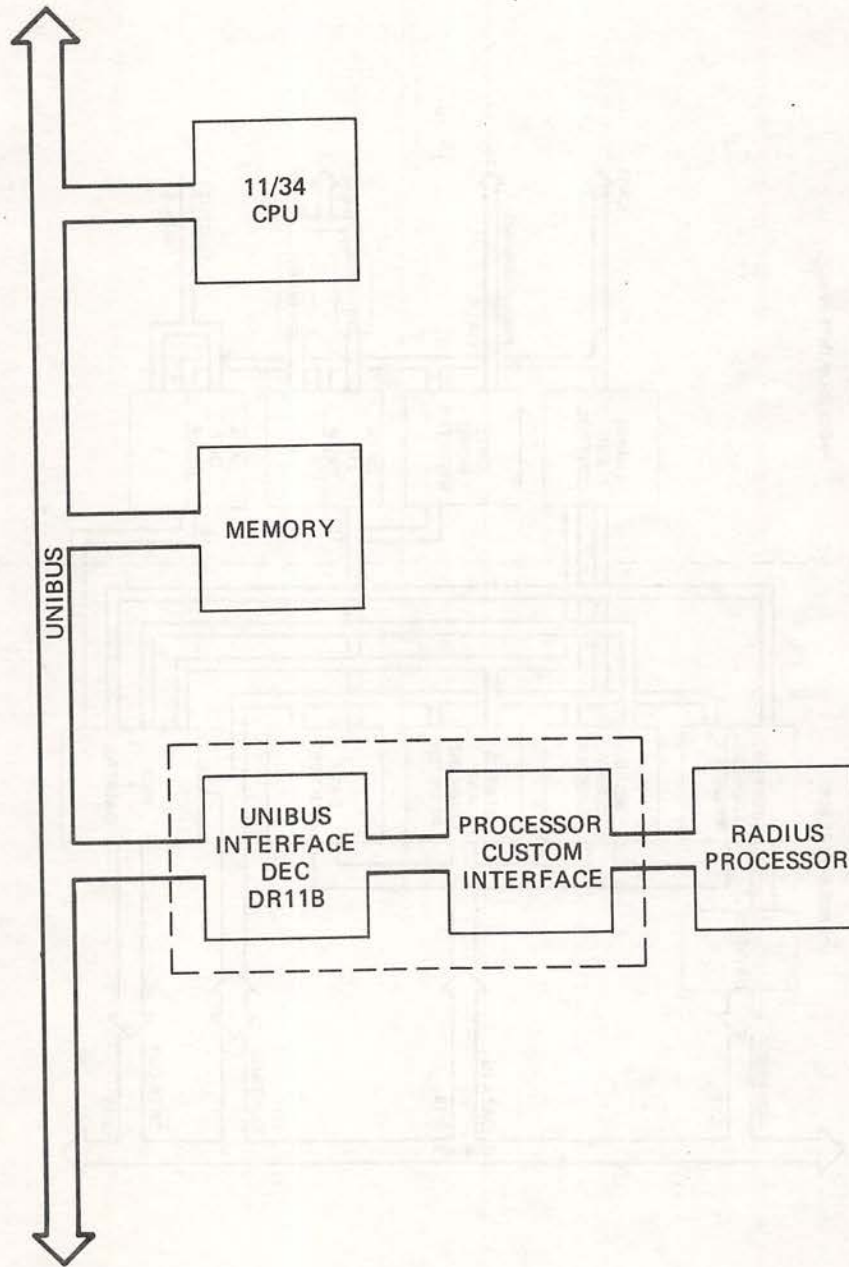 11/34
CPU
MEMORY
UNIBUS
UNIBUS
INTERFACE
DEC
DR11B
PROCESSOR
CUSTOM
INTERFACE
RADIUS
PROCESSOR